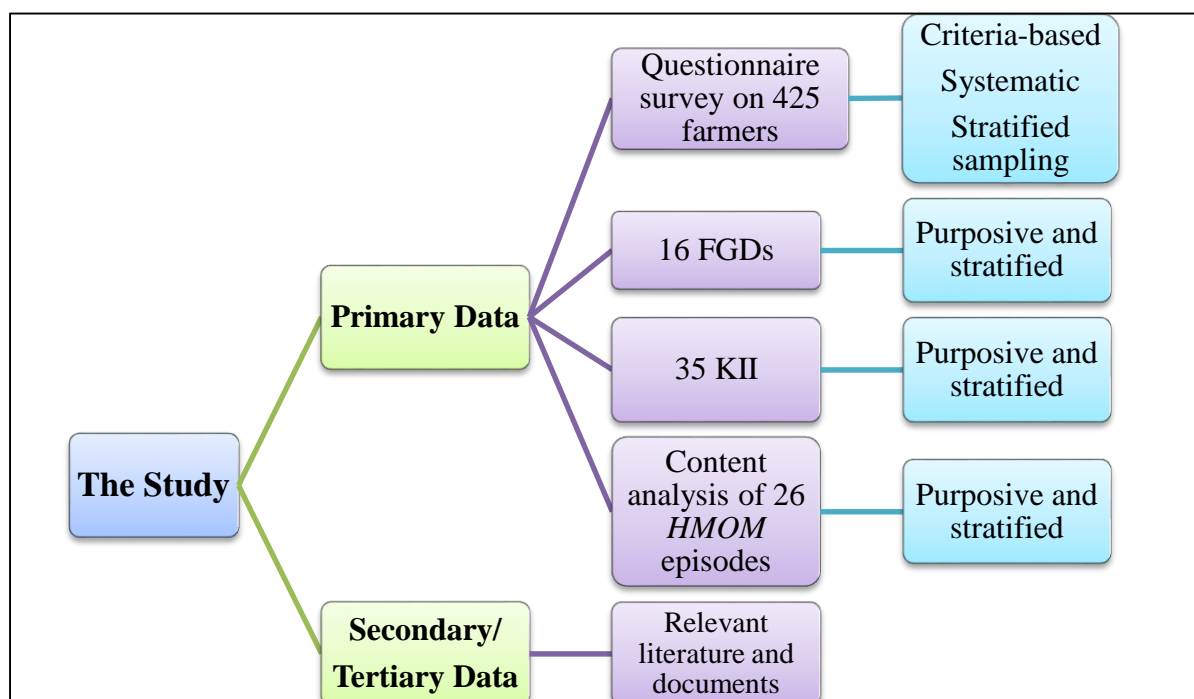 The Study
Primary Data
Secondary/
Tertiary Data
Questionnaire
survey on 425
farmers
16 FGDs
35 KII
Content
analysis of 26
HMOM
episodes
Relevant
literature and
documents
Criteria-based
Systematic
Stratified
sampling
Purposive and
stratified
Purposive and
stratified
Purposive and
stratified